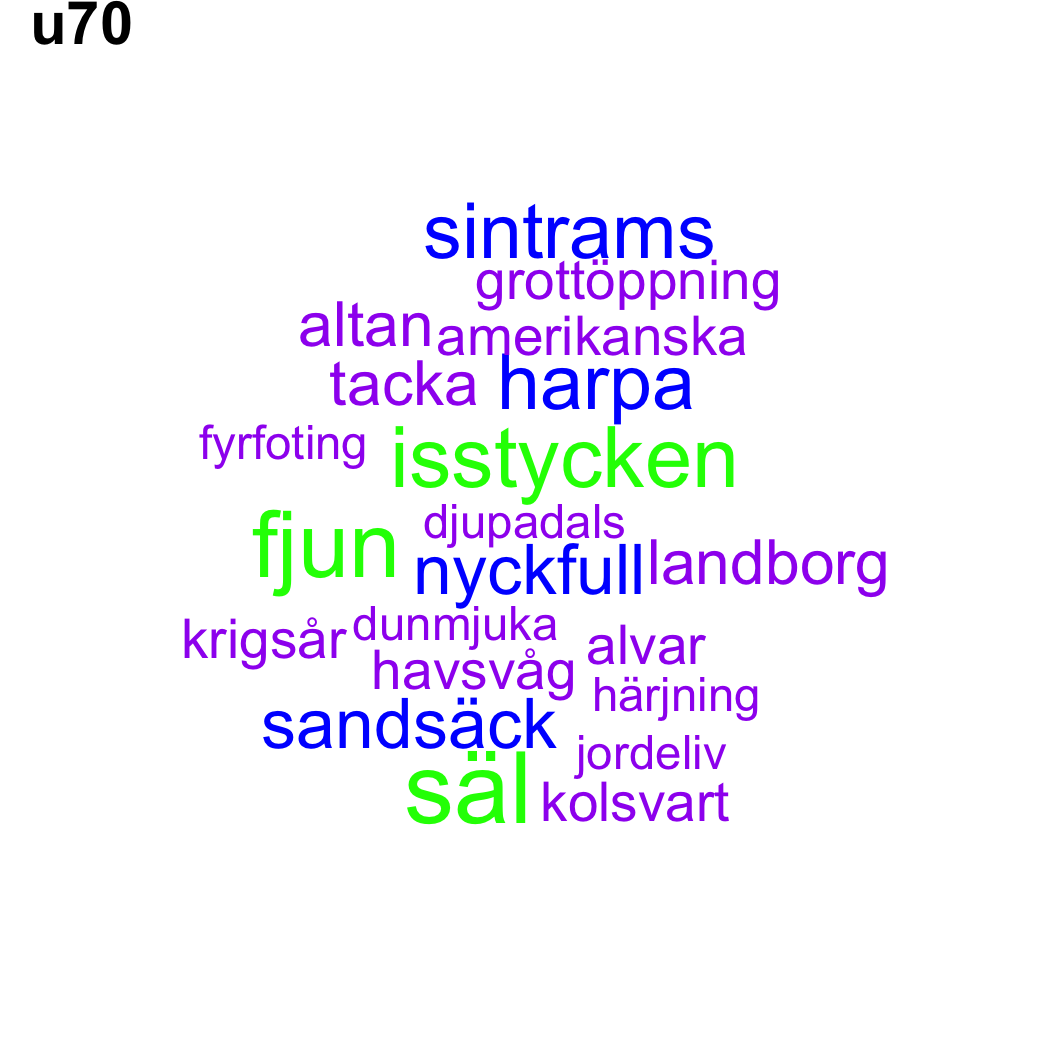 u70
sintrams
grottöppning
altan amerikanska
tacka harpa
fyrfoting isstycken
fjun djupadals
nyckfull landborg
krigsår dunmjuka alvar
havsvåg härjning
sandsäck jordeliv
säl kolsvart